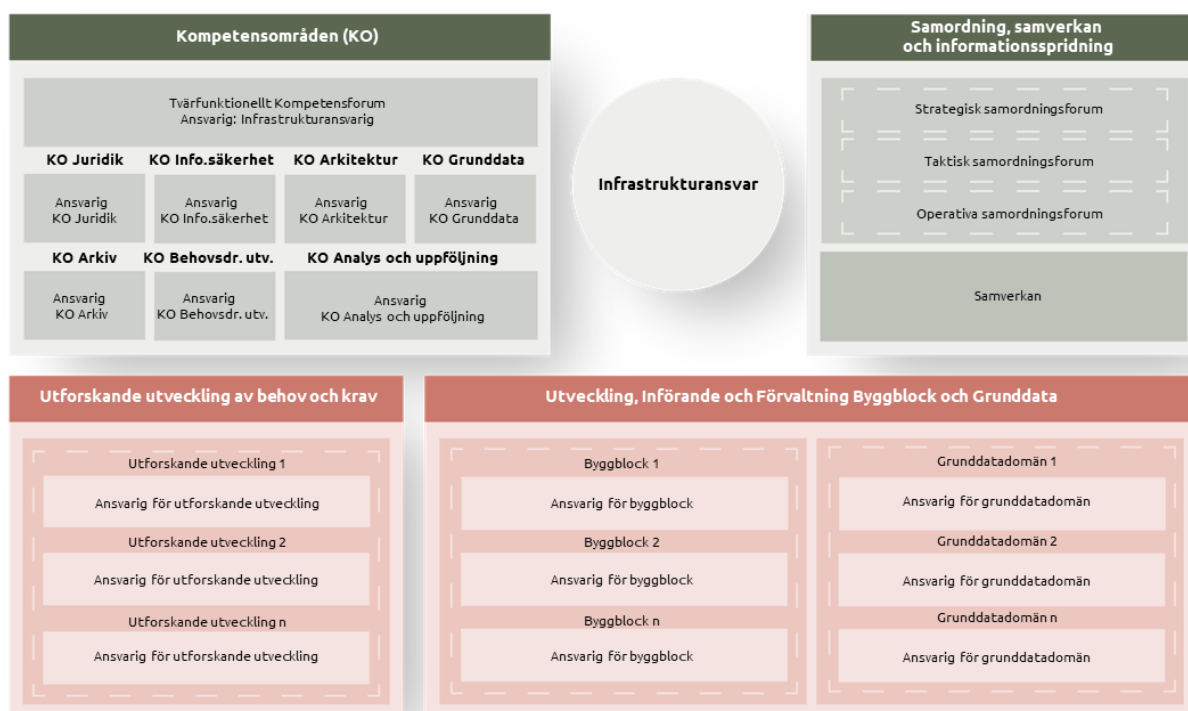 Kompetensområden (KO)
Tvärfunktionellt Kompetensforum
Ansvarig: Infrastrukturansvarig
KO Juridik
KO Info.säkerhet
KO Arkitektur
KO Grunddata
Ansvarig
KO Juridik
Ansvarig
KO Info.säkerhet
Ansvarig
KO Arkitektur
Ansvarig
KO Grunddata
KO Arkiv
KO Behovsdr. utv.
KO Analys och uppföljning
Ansvarig
KO Arkiv
Ansvarig
KO Behovsdr. utv.
Ansvarig
KO Analys och uppföljning
Infrastrukturansvar
Samordning, samverkan
och informationsspridning
Strategisk samordningsforum
Taktisk samordningsforum
Operativa samordningsforum
Samverkan
Utforskande utveckling av behov och krav
Utforskande utveckling 1
Ansvarig för utforskande utveckling
Utforskande utveckling 2
Ansvarig för utforskande utveckling
Utforskande utveckling n
Ansvarig för utforskande utveckling
Utveckling, Införande och Förvaltning Byggblock och Grunddata
Byggblock 1
Ansvarig för byggblock
Byggblock 2
Ansvarig för byggblock
Byggblock n
Ansvarig för byggblock
Grunddatadomän 1
Ansvarig för grunddatadomän
Grunddatadomän 2
Ansvarig för grunddatadomän
Grunddatadomän n
Ansvarig för grunddatadomän